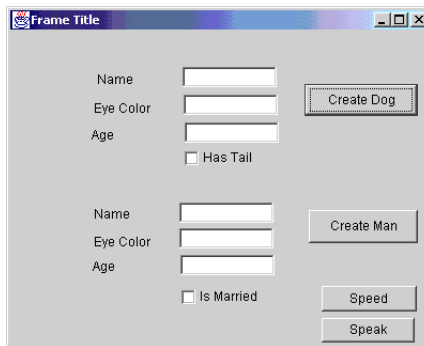 Frame Title
Name
Eye Color
Create Dog
Age
Has Tail
Name
Eye Color
Create Man
Age
Is Married
Speed
Speak